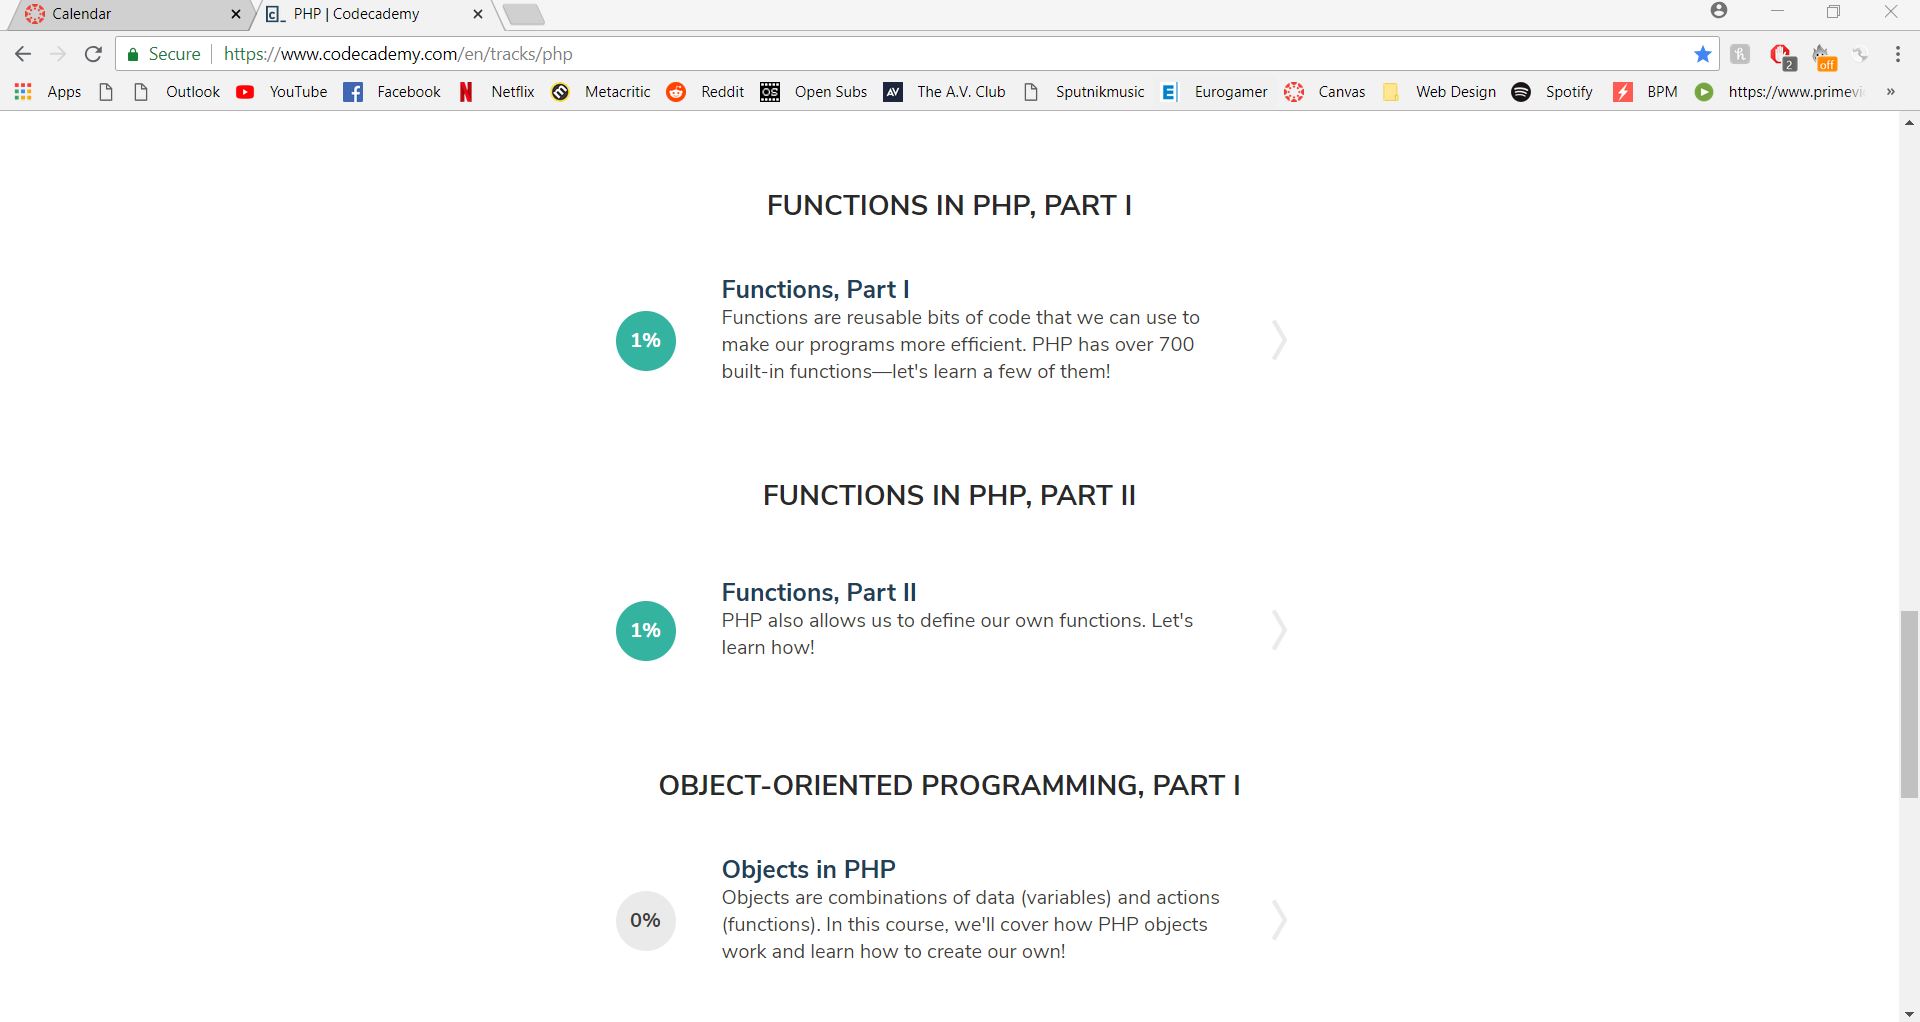 Calendar
PHP | Codecademy
Secure https://www.codecademy.com/en/tracks/php
2
off
Apps Outlook YouTube Facebook Netflix Metacritic Reddit Open Subs The A.V. Club Sputnikmusic Eurogamer Canvas Web Design Spotify BPM https://www.primevi »
FUNCTIONS IN PHP, PART I
Functions, Part I
1%
Functions are reusable bits of code that we can use to
make our programs more efficient. PHP has over 700
built-in functions—let's learn a few of them!
FUNCTIONS IN PHP, PART II
Functions, Part II
1%
PHP also allows us to define our own functions. Let's
learn how!
OBJECT-ORIENTED PROGRAMMING, PART I
Objects in PHP
0%
Objects are combinations of data (variables) and actions
(functions). In this course, we'll cover how PHP objects
work and learn how to create our own!